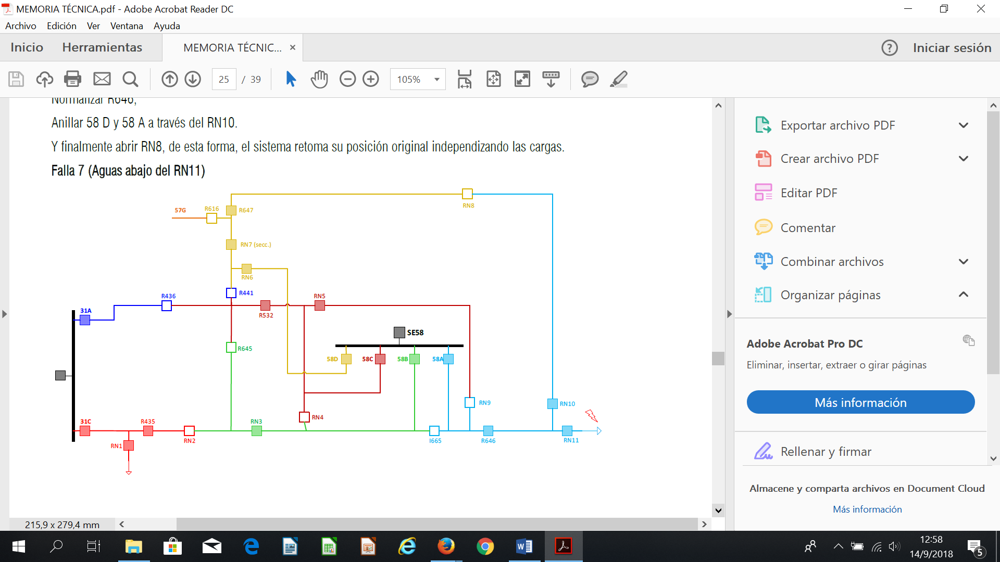 MEMORIA TÉCNICA.pdf - Adobe Acrobat Reader DC
Archivo Edición Ver Ventana Ayuda
Inicio Herramientas MEMORIA TÉCNIC... × Iniciar sesión
25 / 39 105%
Normalizar R646,
Anillar 58 D y 58 A a través del RN10.
Y finalmente abrir RN8, de esta forma, el sistema retoma su posición original independizando las cargas.
Falla 7 (Aguas abajo del RN11)
57G R616 R647 RN8
RN7 (secc.)
RN6
R441
R436 RN5
31A R532
SE58
R645
58D 58C 58B 58A
RN9 RN10
RN4
31C R435 RN3
RN1 RN2 I665 R646 RN11
215,9 x 279,4 mm
Exportar archivo PDF
Crear archivo PDF
Editar PDF
Comentar
Combinar archivos
Organizar páginas
Adobe Acrobat Pro DC
Eliminar, insertar, extraer o girar páginas
Más información
Rellenar y firmar
Almacene y comparta archivos en Document Cloud
Más información
12:58
14/9/2018
5